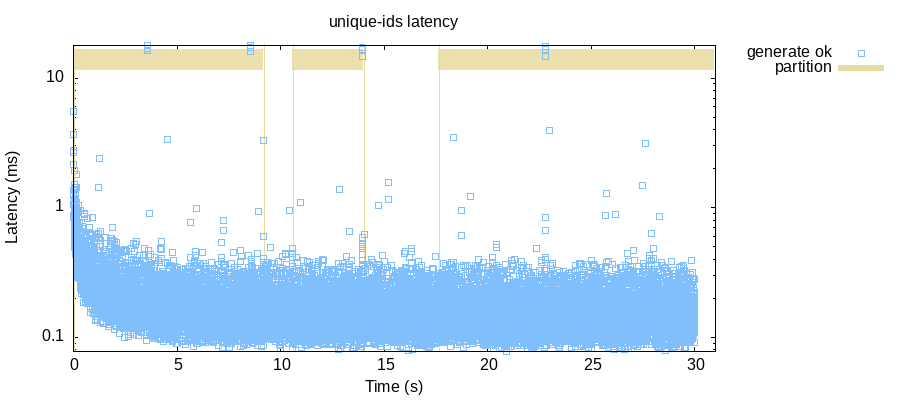 unique-ids latency
generate ok
partition
10
1
0.1
Latency (ms)
0 5 10 15 20 25 30
Time (s)